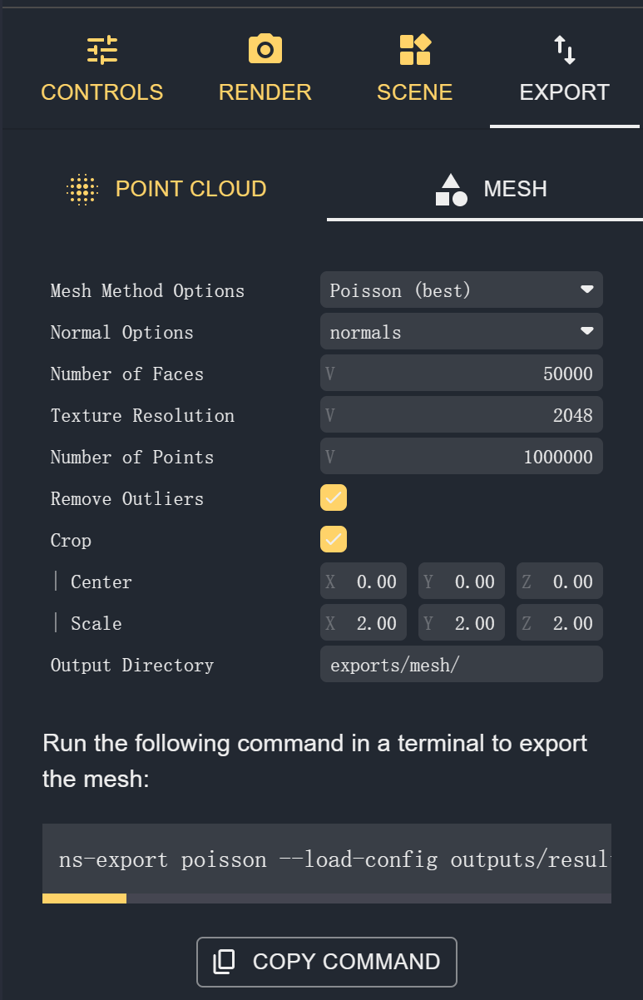 CONTROLS RENDER SCENE EXPORT
POINT CLOUD MESH
Mesh Method Options Poisson (best)
Normal Options normals
Number of Faces V 50000
Texture Resolution V 2048
Number of Points V 1000000
Remove Outliers
Crop
Center X 0.00 Y 0.00 Z 0.00
Scale X 2.00 Y 2.00 Z 2.00
Output Directory exports/mesh/
Run the following command in a terminal to export
the mesh:
ns-export poisson --load-config outputs/resul
COPY COMMAND